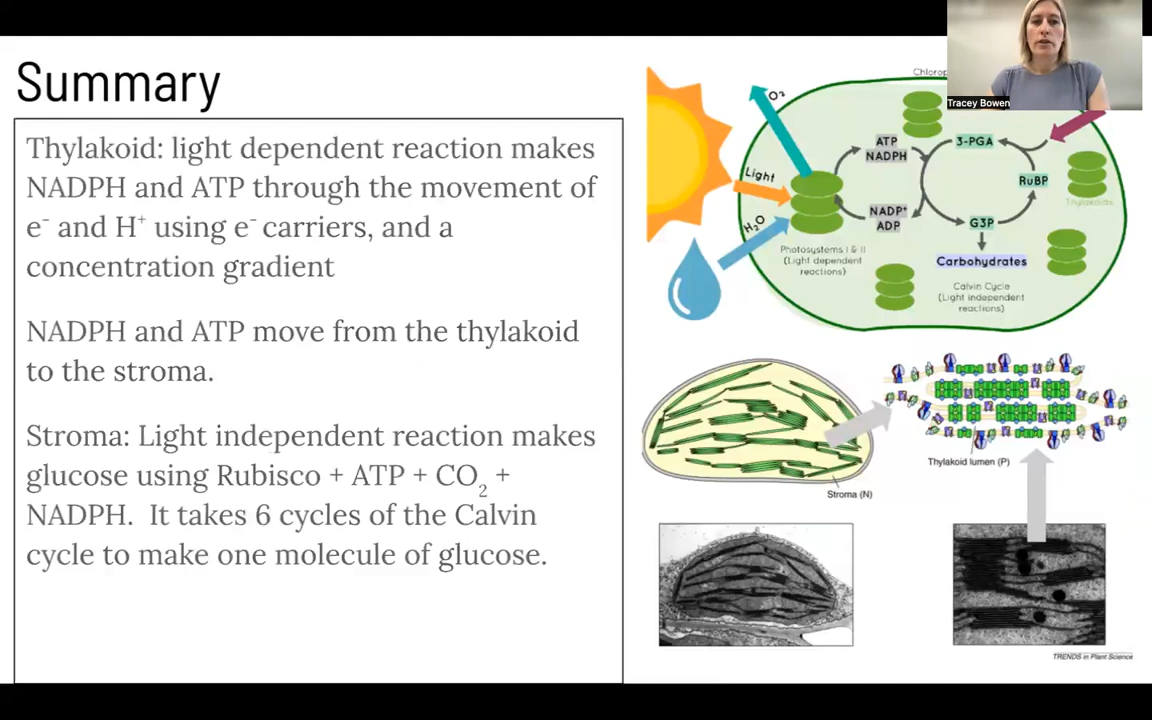 Summary
Thylakoid: light dependent reaction makes
NADPH and ATP through the movement of
e⁻ and H⁺ using e⁻ carriers, and a
concentration gradient
NADPH and ATP move from the thylakoid
to the stroma.
Stroma: Light independent reaction makes
glucose using Rubisco + ATP + CO₂ +
NADPH. It takes 6 cycles of the Calvin
cycle to make one molecule of glucose.
Tracey Bowen
O₂
Light
H₂O
ATP
NADPH
NADP⁺
ADP
3-PGA
RuBP
G3P
Carbohydrates
Thylakoids
Photosystems I & II
(Light dependent
reactions)
Calvin Cycle
(Light independent
reactions)
Thylakoid lumen (P)
Stroma (N)
TRENDS in Plant Science